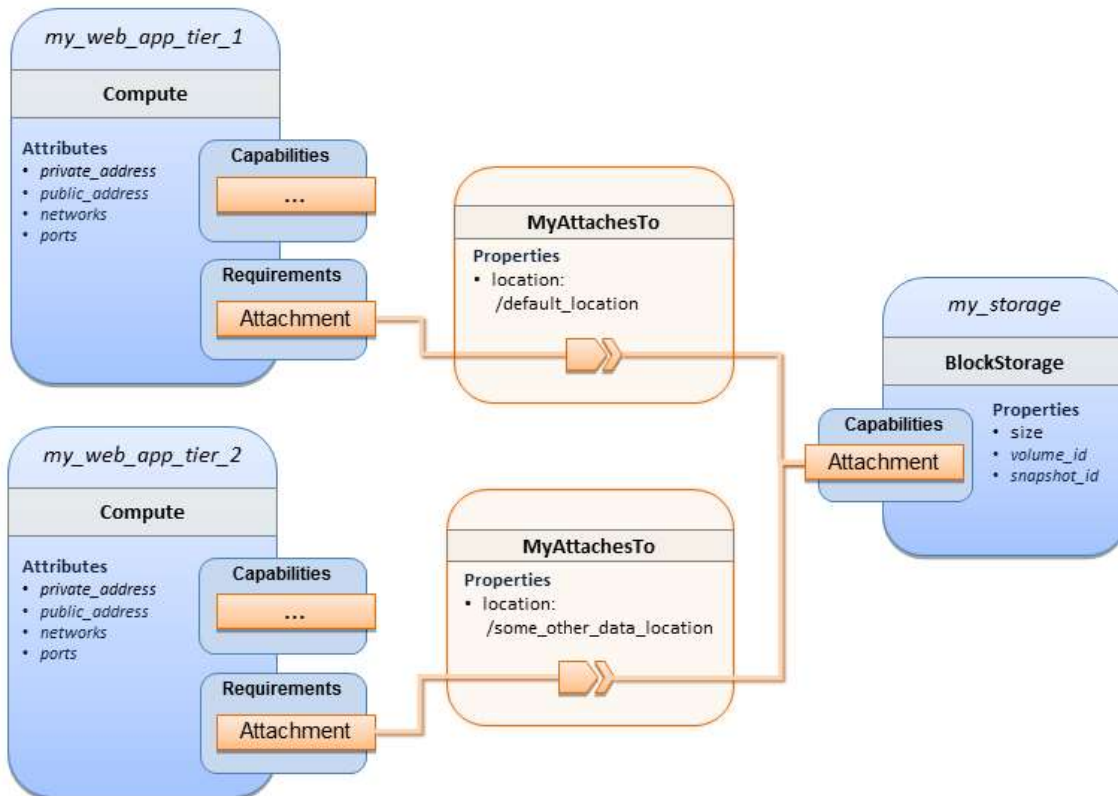 my_web_app_tier_1
Compute
Attributes
• private_address
• public_address
• networks
• ports
Capabilities
...
Requirements
Attachment
MyAttachesTo
Properties
• location:
/default_location
my_web_app_tier_2
Compute
Attributes
• private_address
• public_address
• networks
• ports
Capabilities
...
Requirements
Attachment
MyAttachesTo
Properties
• location:
/some_other_data_location
my_storage
BlockStorage
Capabilities
Attachment
Properties
• size
• volume_id
• snapshot_id